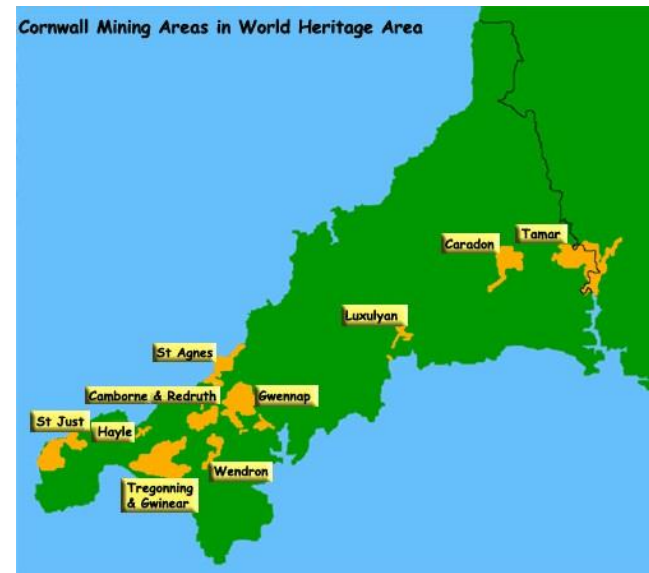 Cornwall Mining Areas in World Heritage Area
Caradon
Tamar
Luxulyan
St Agnes
Camborne & Redruth
Gwennap
St Just
Hayle
Wendron
Tregonning
& Gwinear